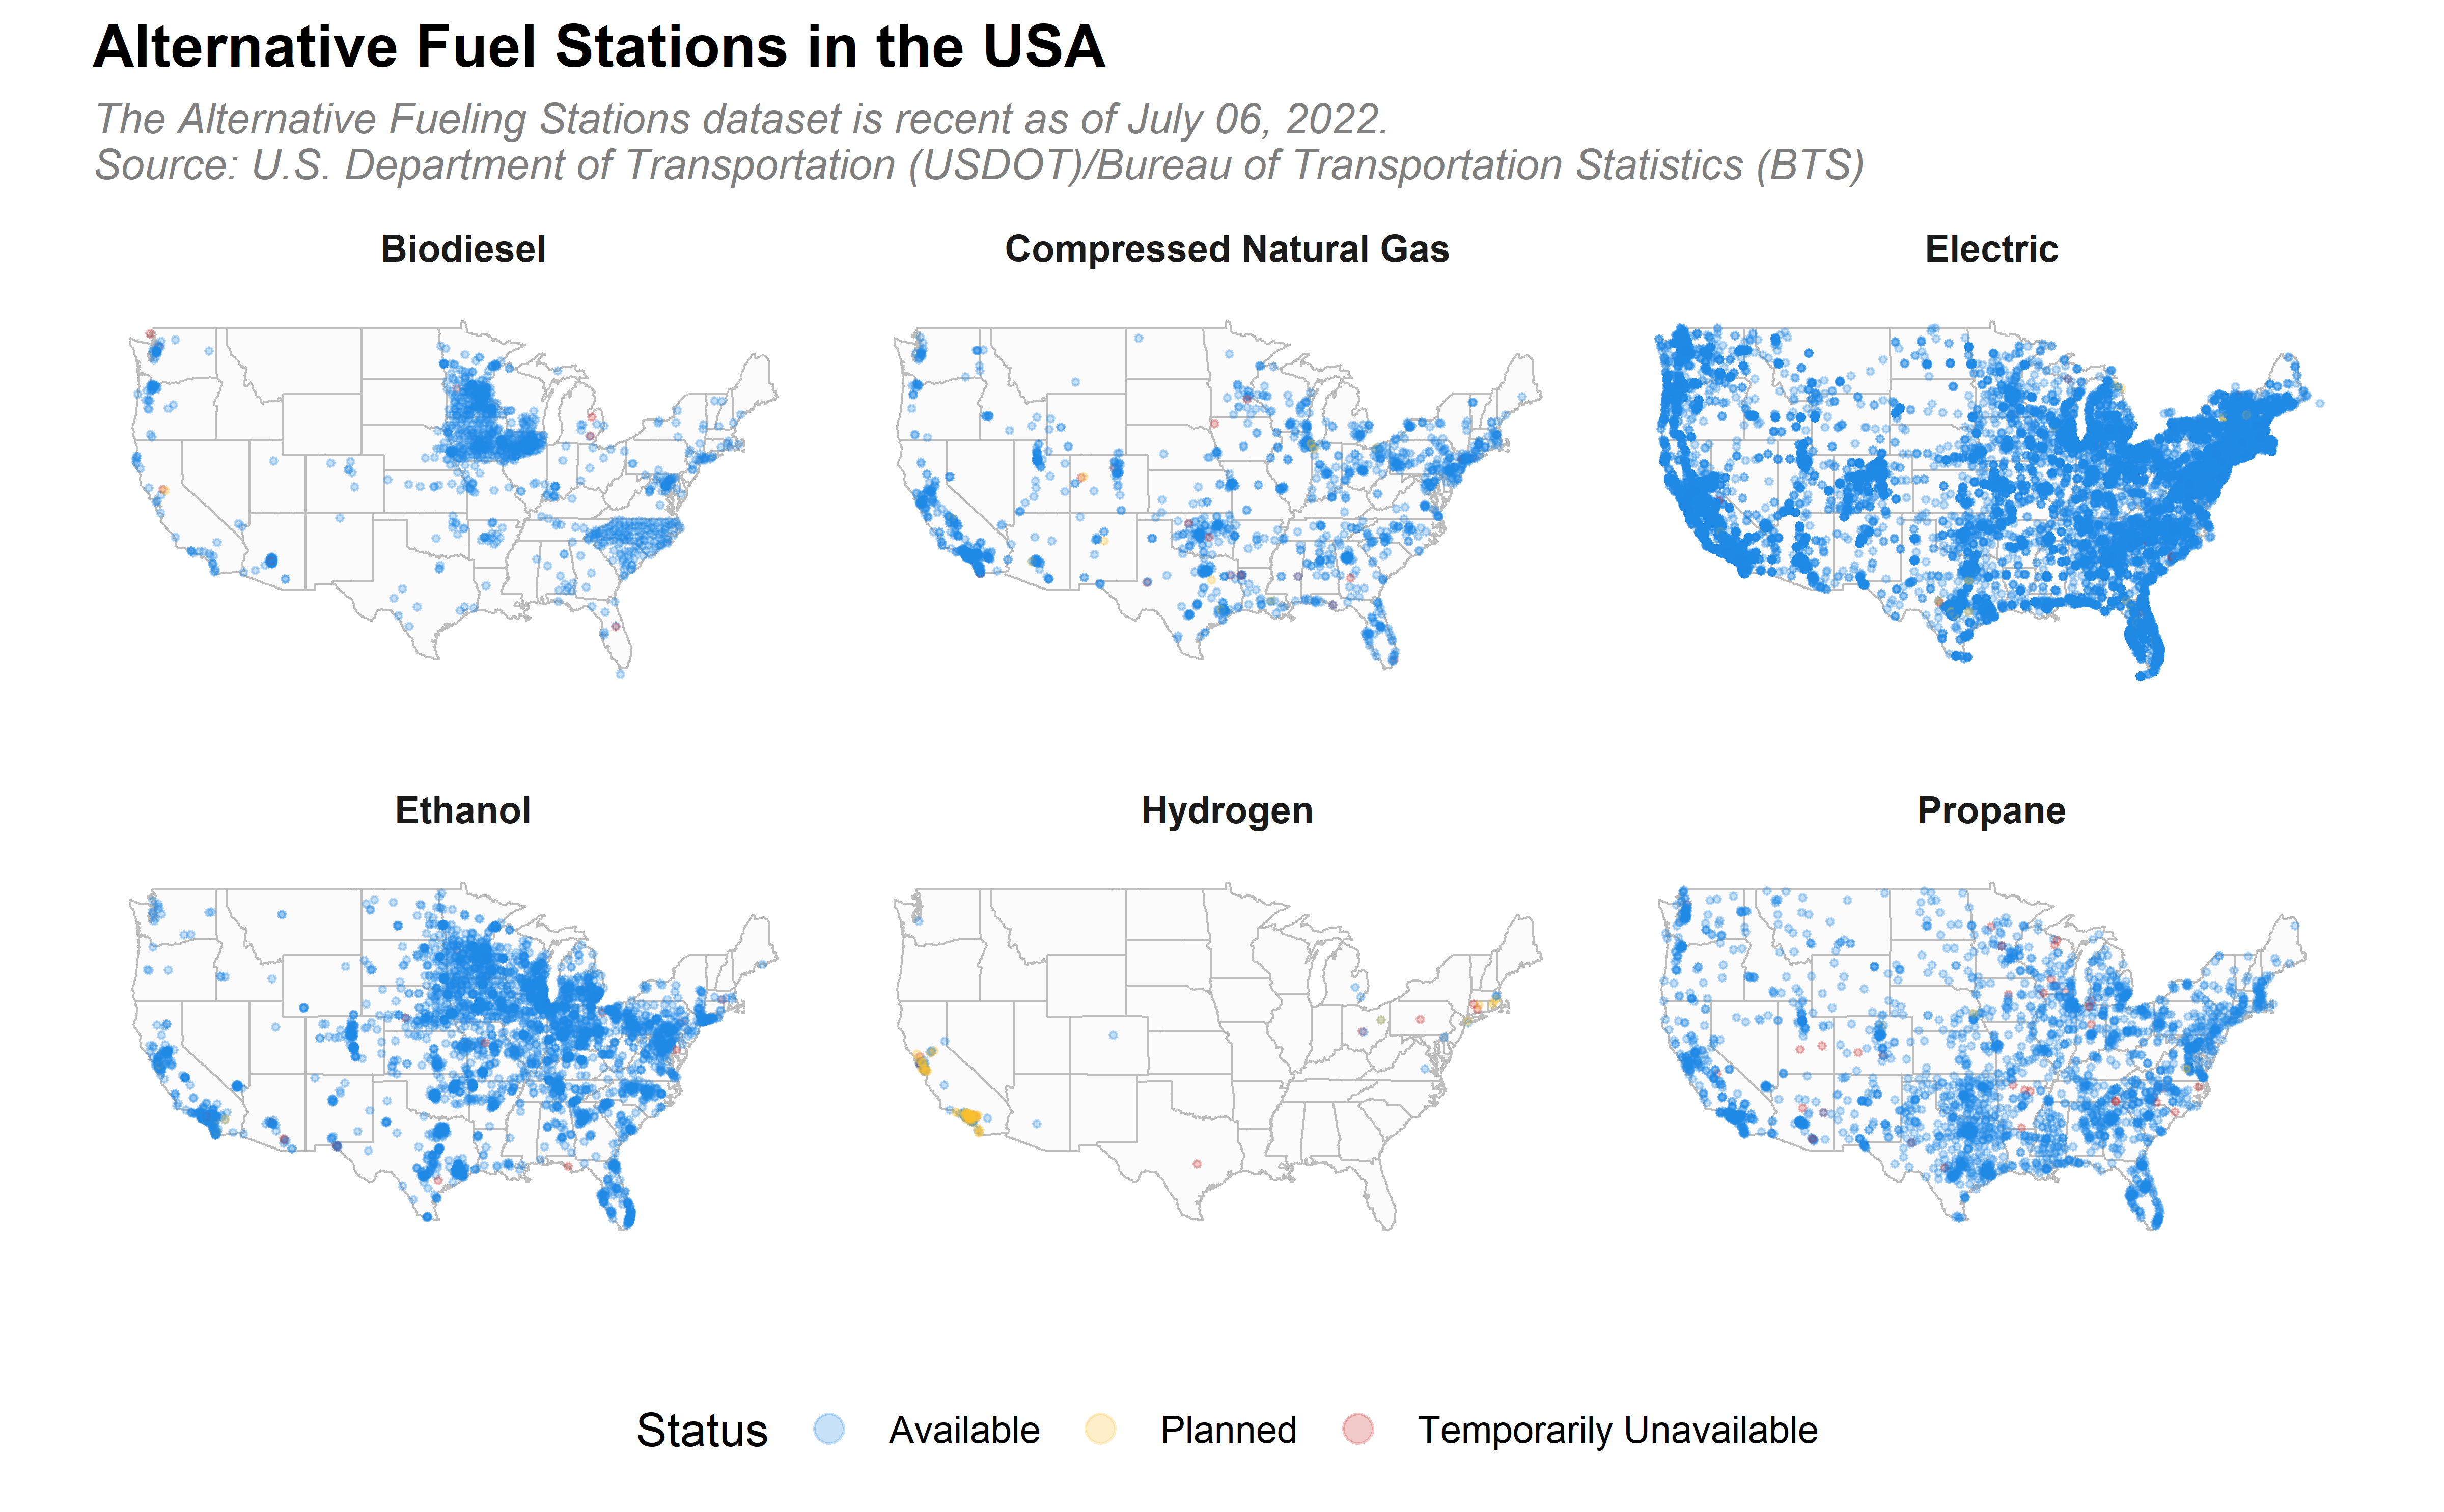 Alternative Fuel Stations in the USA
The Alternative Fueling Stations dataset is recent as of July 06, 2022.
Source: U.S. Department of Transportation (USDOT)/Bureau of Transportation Statistics (BTS)
Biodiesel
Compressed Natural Gas
Electric
Ethanol
Hydrogen
Propane
Status Available Planned Temporarily Unavailable